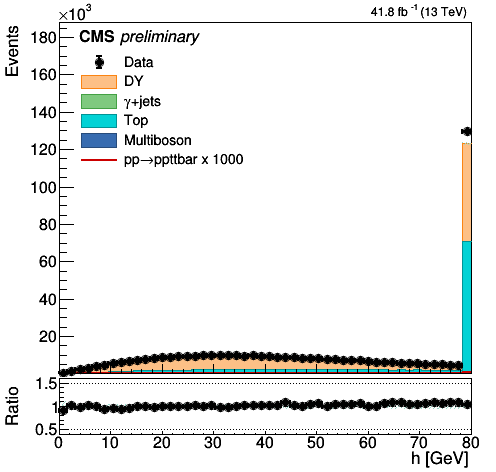 ×10³
41.8 fb⁻¹ (13 TeV)
Events
180
160
140
120
100
80
60
40
20
CMS preliminary
Data
DY
γ+jets
Top
Multiboson
pp→ppttbar x 1000
Ratio
1.5
1
0.5
0 10 20 30 40 50 60 70 80
h [GeV]